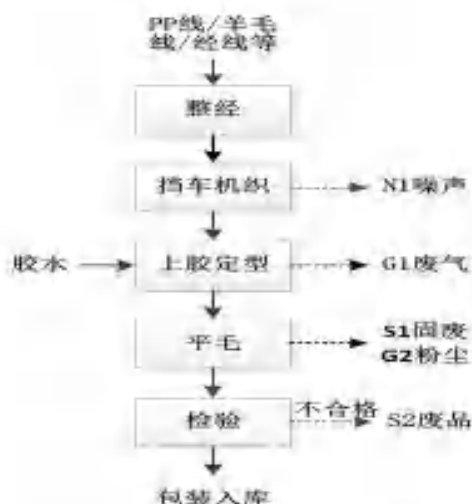 PP线/羊毛
线/经线等
整经
挡车机织
N1噪声
胶水
上胶定型
G1废气
平毛
S1固废
G2粉尘
检验
不合格
S2废品
包装入库